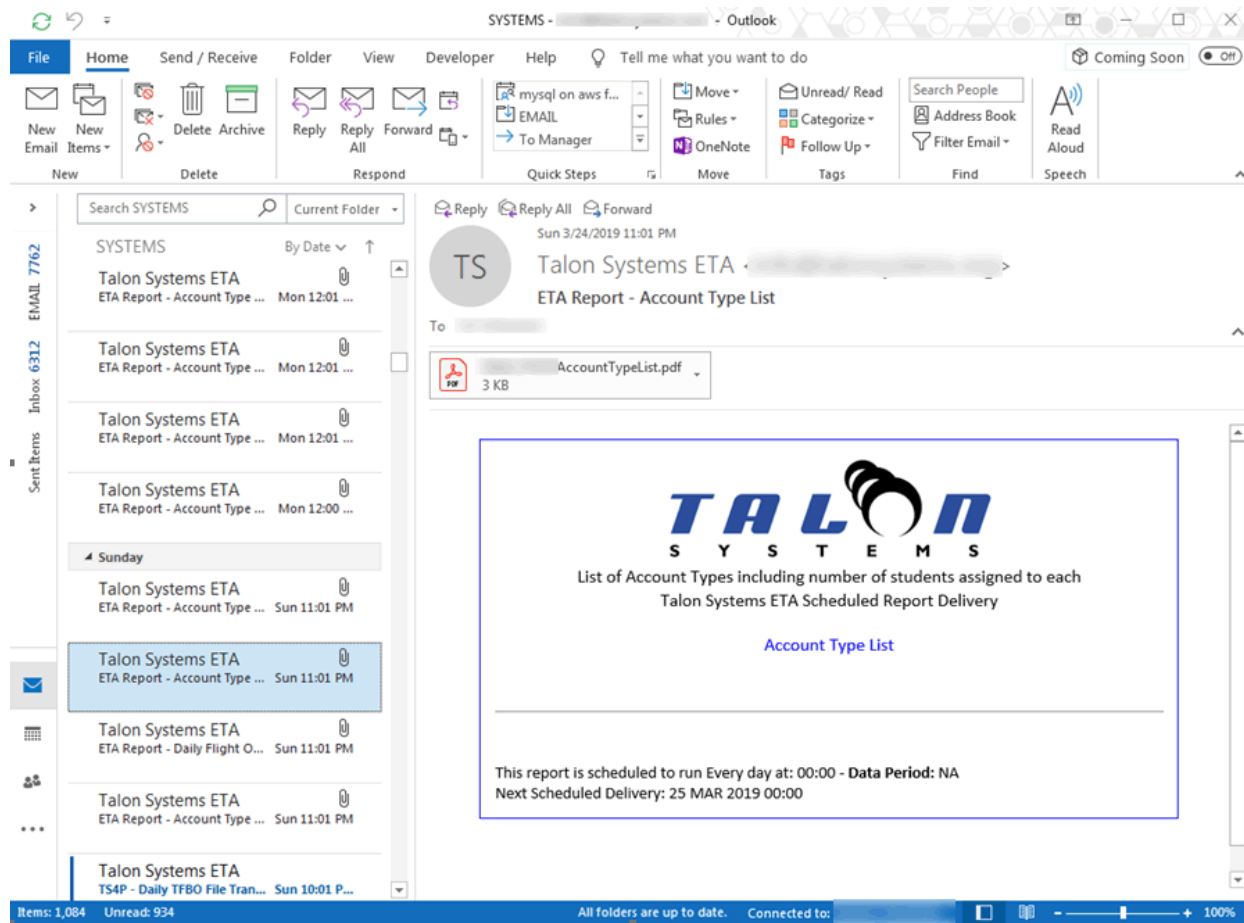 SYSTEMS - - Outlook
File Home Send / Receive Folder View Developer Help Tell me what you want to do Coming Soon Off
New Email
New Items
Delete
Archive
Reply
Reply All
Forward
mysql on aws f...
EMAIL
To Manager
Move
Rules
OneNote
Unread/ Read
Categorize
Follow Up
Search People
Address Book
Filter Email
Read Aloud
New Delete Respond Quick Steps Move Tags Find Speech
EMAIL 7762
Inbox 6312
Sent Items
Search SYSTEMS Current Folder
SYSTEMS By Date
Talon Systems ETA
ETA Report - Account Type ... Mon 12:01 ...
Talon Systems ETA
ETA Report - Account Type ... Mon 12:01 ...
Talon Systems ETA
ETA Report - Account Type ... Mon 12:01 ...
Talon Systems ETA
ETA Report - Account Type ... Mon 12:00 ...
Sunday
Talon Systems ETA
ETA Report - Account Type ... Sun 11:01 PM
Talon Systems ETA
ETA Report - Account Type ... Sun 11:01 PM
Talon Systems ETA
ETA Report - Daily Flight O... Sun 11:01 PM
Talon Systems ETA
ETA Report - Account Type ... Sun 11:01 PM
Talon Systems ETA
TS4P - Daily TFBO File Tran... Sun 10:01 P...
Reply Reply All Forward
Sun 3/24/2019 11:01 PM
TS
Talon Systems ETA < >
ETA Report - Account Type List
To
PDF
AccountTypeList.pdf
3 KB
TALON
SYSTEMS
List of Account Types including number of students assigned to each
Talon Systems ETA Scheduled Report Delivery
Account Type List
This report is scheduled to run Every day at: 00:00 - Data Period: NA
Next Scheduled Delivery: 25 MAR 2019 00:00
Items: 1,084 Unread: 934 All folders are up to date. Connected to: - + 100%